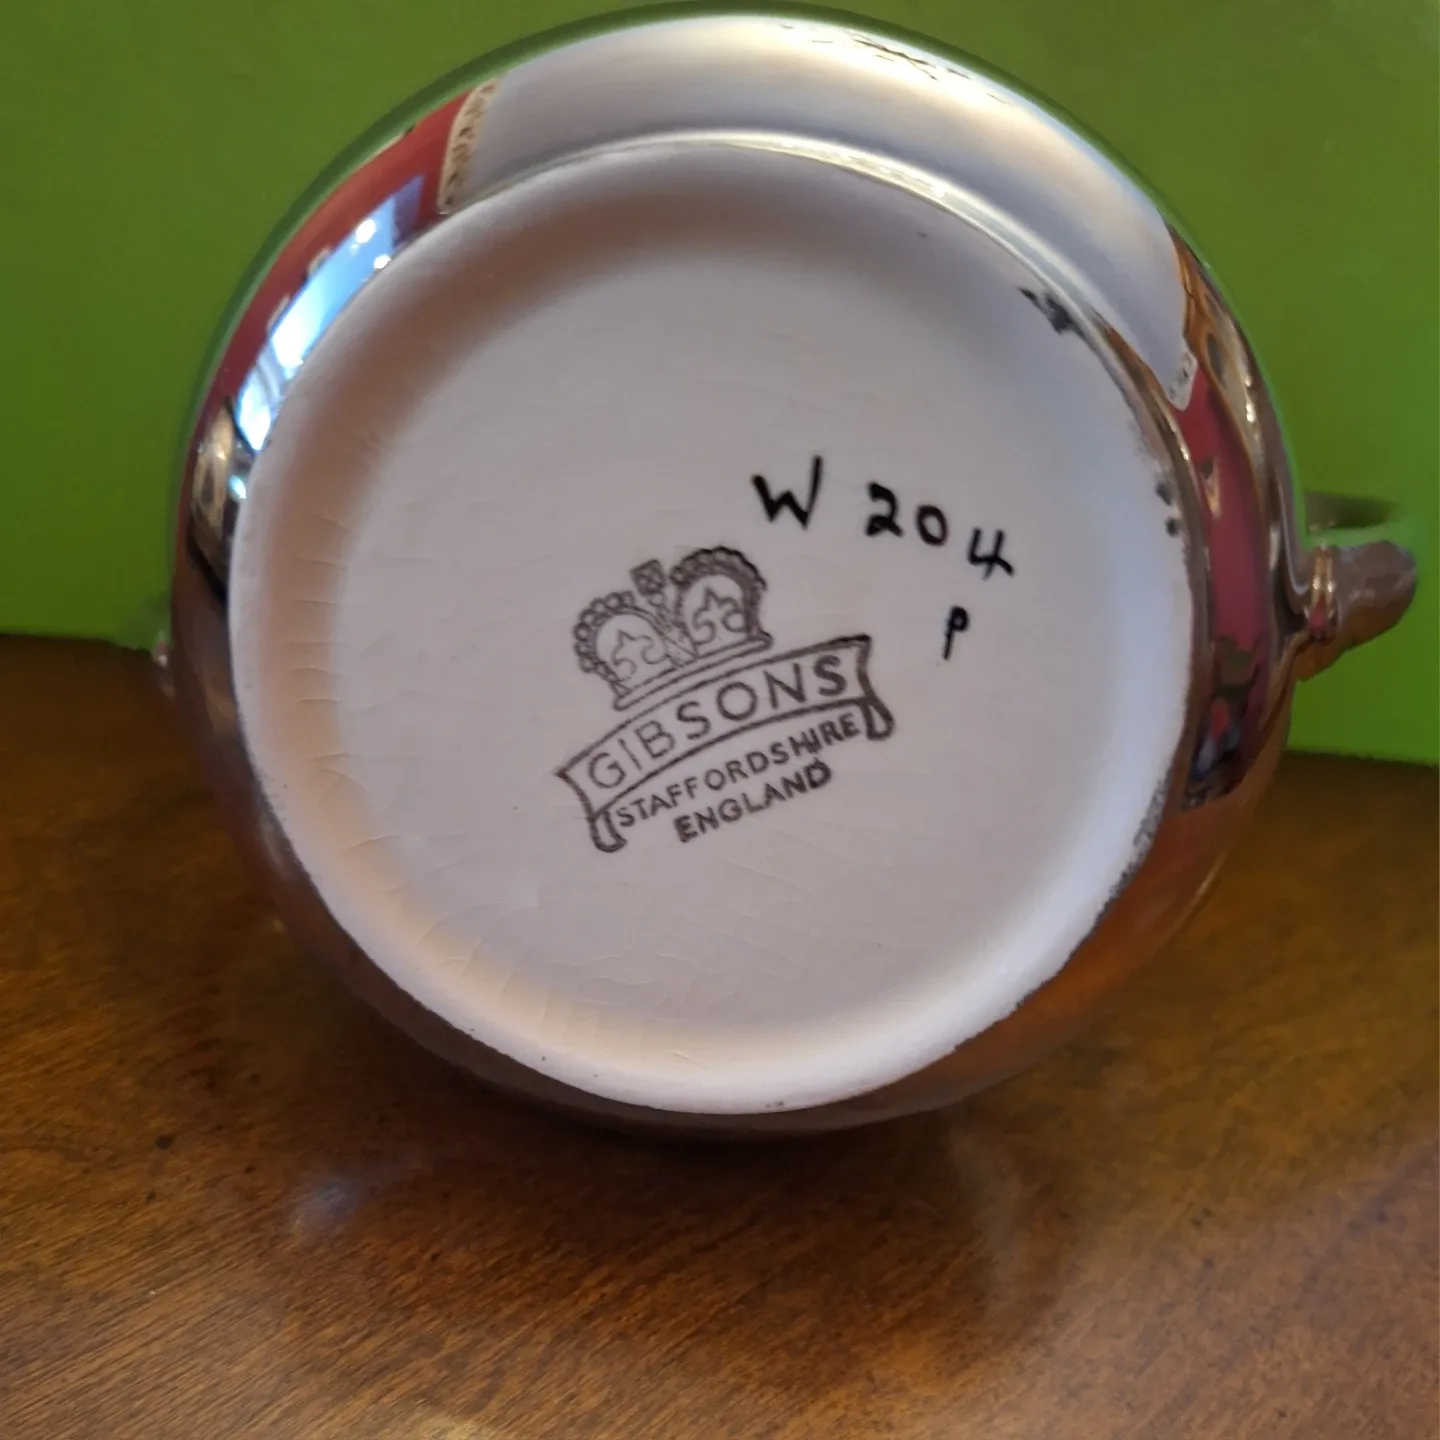 W 204
P
GIBSONS
STAFFORDSHIRE
ENGLAND